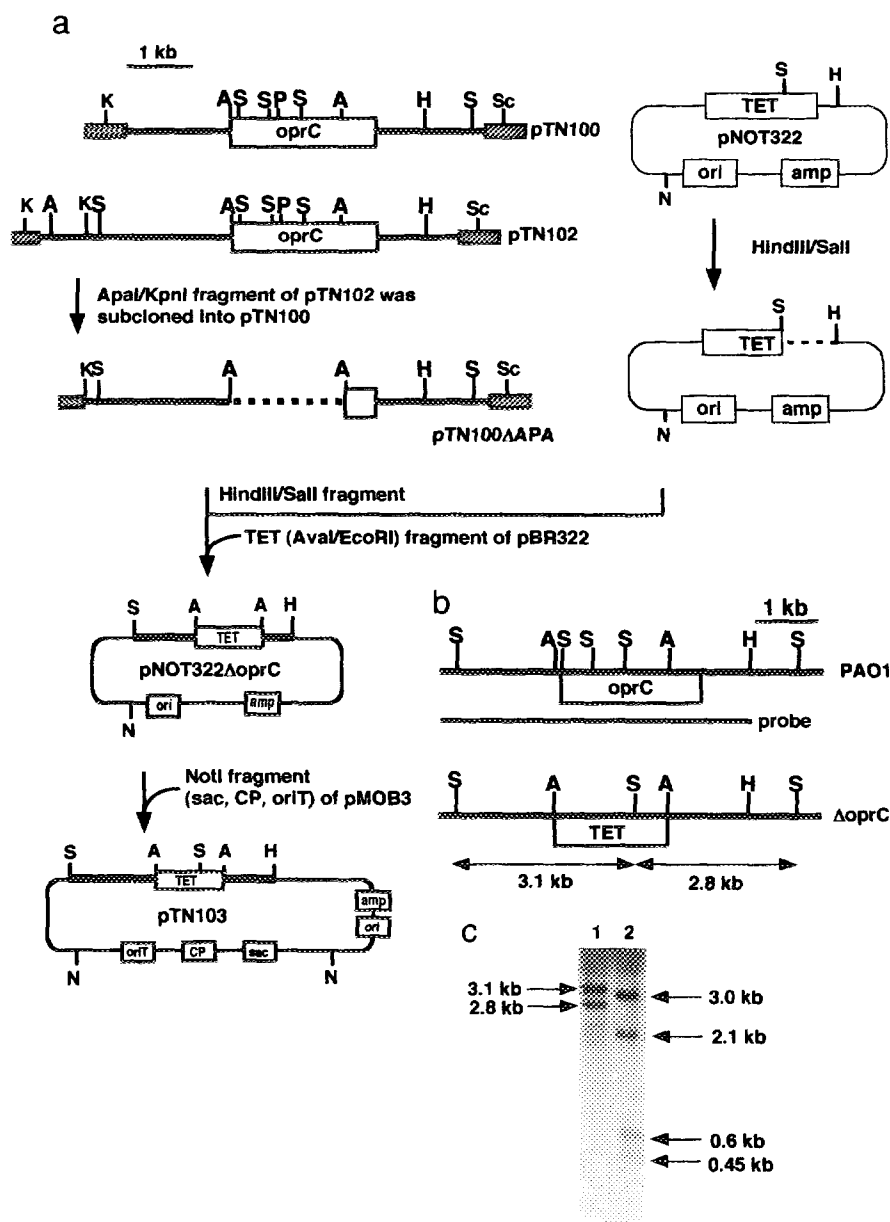 a
1 kb
K A S S P S A H S Sc
oprC
pTN100
K A K S A S S P S A H Sc
oprC
pTN102
ApaI/KpnI fragment of pTN102 was
subcloned into pTN100
K S A A H S Sc
pTN100ΔAPA
S H
TET
pNOT322
ori amp
N
HindIII/SalI
S H
TET
ori amp
N
HindIII/SalI fragment
TET (AvaI/EcoRI) fragment of pBR322
S A A H
TET
pNOT322ΔoprC
ori amp
N
NotI fragment
(sac, CP, oriT) of pMOB3
S A S A H
TET
pTN103
amp
ori
oriT CP sac
N N
b
1 kb
S A S S S A H S
PAO1
oprC
probe
S A S A H S
ΔoprC
TET
3.1 kb 2.8 kb
c
1 2
3.1 kb
2.8 kb
3.0 kb
2.1 kb
0.6 kb
0.45 kb